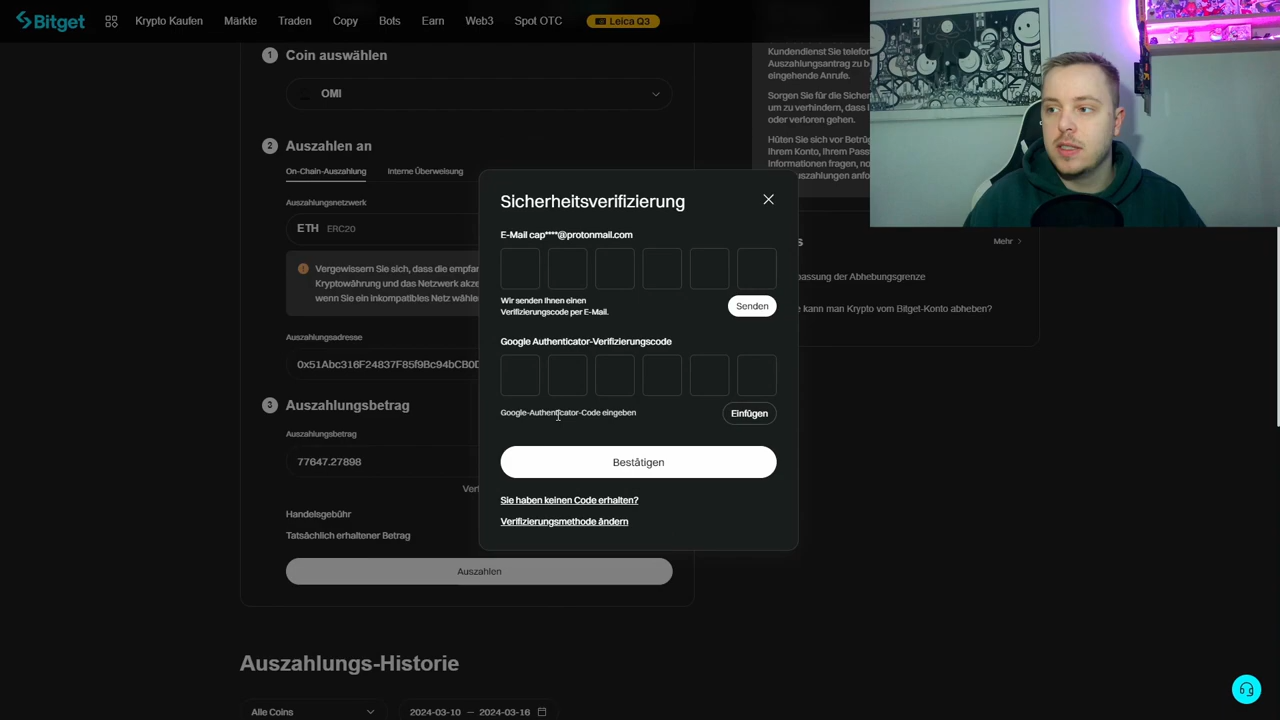 Bitget
Krypto Kaufen
Märkte
Traden
Copy
Bots
Earn
Web3
Spot OTC
Leica Q3
1 Coin auswählen
OMI
2 Auszahlen an
On-Chain-Auszahlung
Interne Überweisung
Auszahlungsnetzwerk
ETH ERC20
Vergewissern Sie sich, dass die empfan
Kryptowährung und das Netzwerk akze
wenn Sie ein inkompatibles Netz wähle
Auszahlungsadresse
0x51Abc316F24837F85f9Bc94bCB0D
3 Auszahlungsbetrag
Auszahlungsbetrag
77647.27898
Verf
Handelsgebühr
Tatsächlich erhaltener Betrag
Auszahlen
Sicherheitsverifizierung
E-Mail cap****@protonmail.com
Wir senden Ihnen einen
Verifizierungscode per E-Mail.
Senden
Google Authenticator-Verifizierungscode
Google-Authenticator-Code eingeben
Einfügen
Bestätigen
Sie haben keinen Code erhalten?
Verifizierungsmethode ändern
Kundendienst Sie telefon
Auszahlungsantrag zu b
eingehende Anrufe.
Sorgen Sie für die Sicher
um zu verhindern, dass I
oder verloren gehen.
Hüten Sie sich vor Betrüg
Ihrem Konto, Ihrem Pass
Informationen fragen, no
uszahlungen anfo
s
Mehr
passung der Abhebungsgrenze
e kann man Krypto vom Bitget-Konto abheben?
Auszahlungs-Historie
Alle Coins
2024-03-10 — 2024-03-16